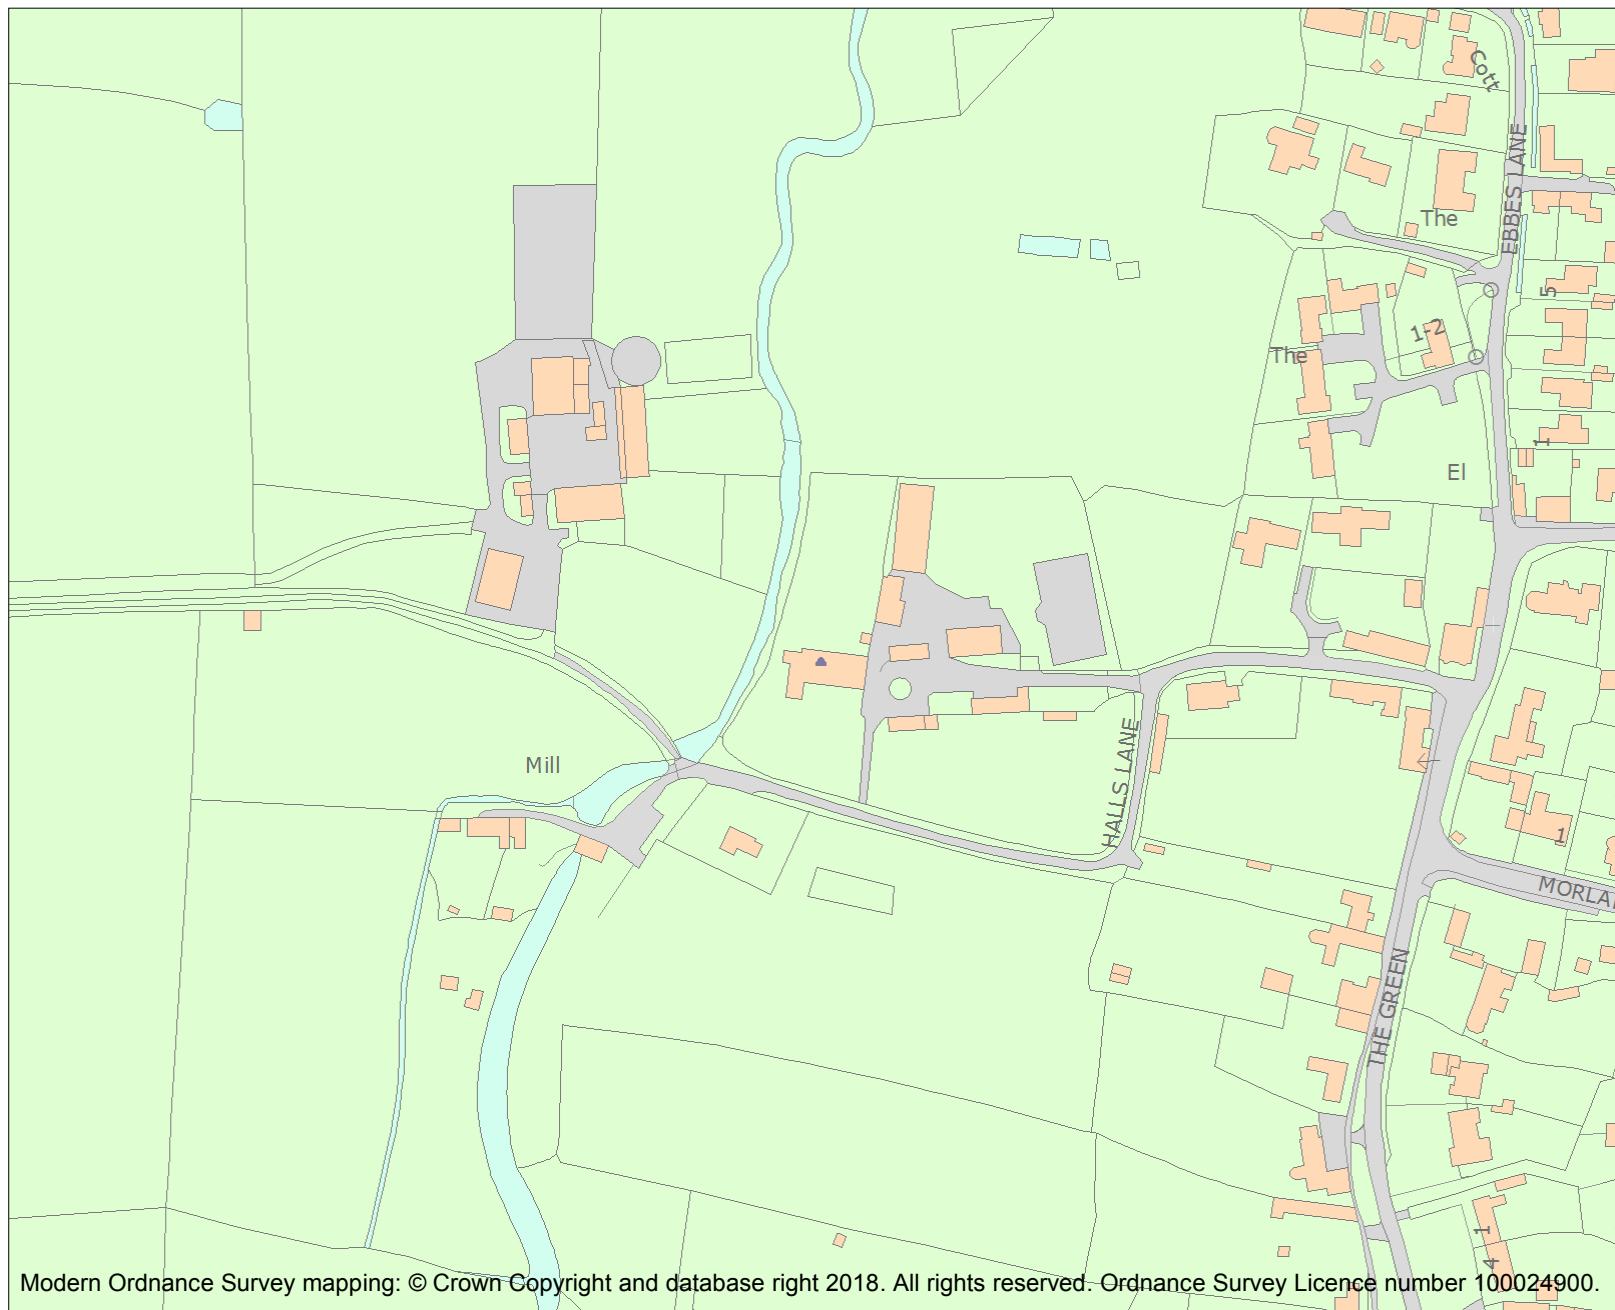 Cott
EBBES LANE
The
5
1-2
The
1
El
Mill
HALLS LANE
1
MORLA
THE GREEN
1
4
Modern Ordnance Survey mapping: © Crown Copyright and database right 2018. All rights reserved. Ordnance Survey Licence number 100024900.